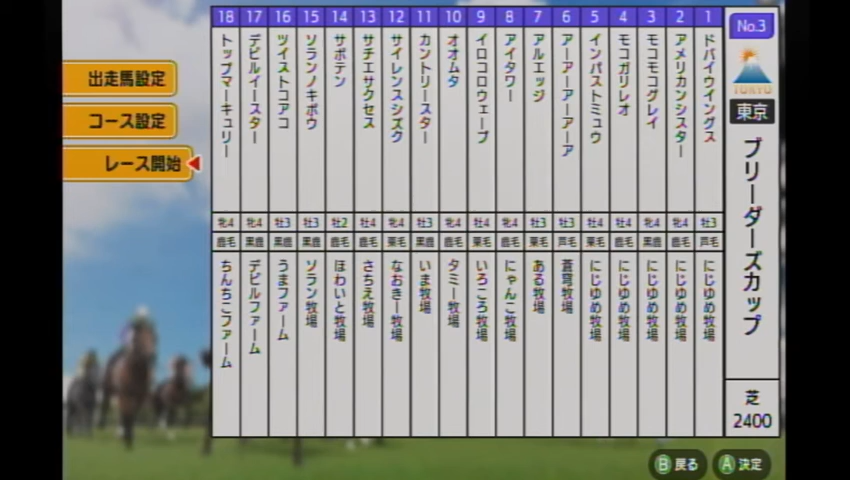 No.3
TOKYO
東京
ブリーダーズカップ
芝
2400
出走馬設定
コース設定
レース開始
1 ドバイウイングス 牡3 芦毛 にじゆめ牧場
2 アメリカンシスター 牝4 鹿毛 にじゆめ牧場
3 モコモコグレイ 牝4 黒鹿 にじゆめ牧場
4 モコガリレオ 牡4 鹿毛 にじゆめ牧場
5 インパストミュウ 牡4 栗毛 にじゆめ牧場
6 アーアーアーアーア 牡3 芦毛 蒼穹牧場
7 アルエッジ 牡3 栗毛 ある牧場
8 アイタワー 牝4 栗毛 にゃんこ牧場
9 イロコロウェーブ 牡4 栗毛 いろころ牧場
10 オオムタ 牝4 鹿毛 タミー牧場
11 カントリースター 牡3 黒鹿 いま牧場
12 サイレンスシズク 牝4 栗毛 なおきー牧場
13 サチエサクセス 牡4 鹿毛 さちえ牧場
14 サボテン 牡2 鹿毛 ほわいと牧場
15 ソランノキボウ 牡3 黒鹿 ソラン牧場
16 ツイストコアコ 牡3 黒鹿 うまファーム
17 デビルイースター 牝4 黒鹿 デビルファーム
18 トップマーキュリー 牝4 鹿毛 ちんちこファーム
B 戻る
A 決定